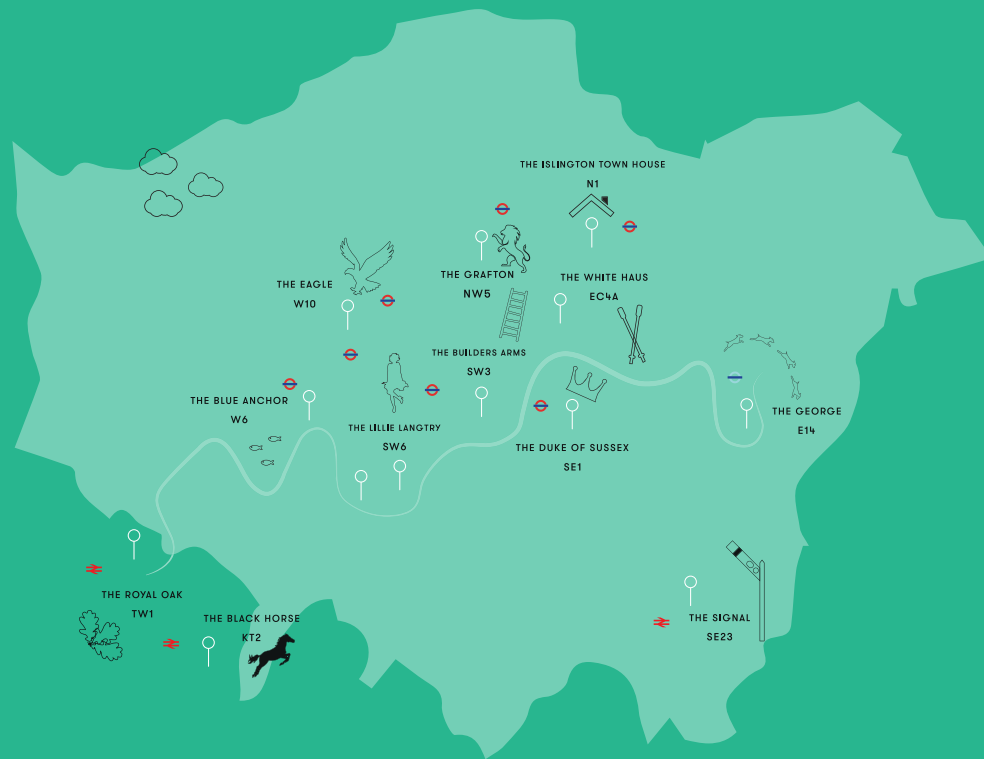 THE ISLINGTON TOWN HOUSE
N1
THE GRAFTON
NW5
THE WHITE HAUS
EC4A
THE EAGLE
W10
THE BUILDERS ARMS
SW3
THE BLUE ANCHOR
W6
THE LILLIE LANGTRY
SW6
THE DUKE OF SUSSEX
SE1
THE GEORGE
E14
THE ROYAL OAK
TW1
THE BLACK HORSE
KT2
THE SIGNAL
SE23